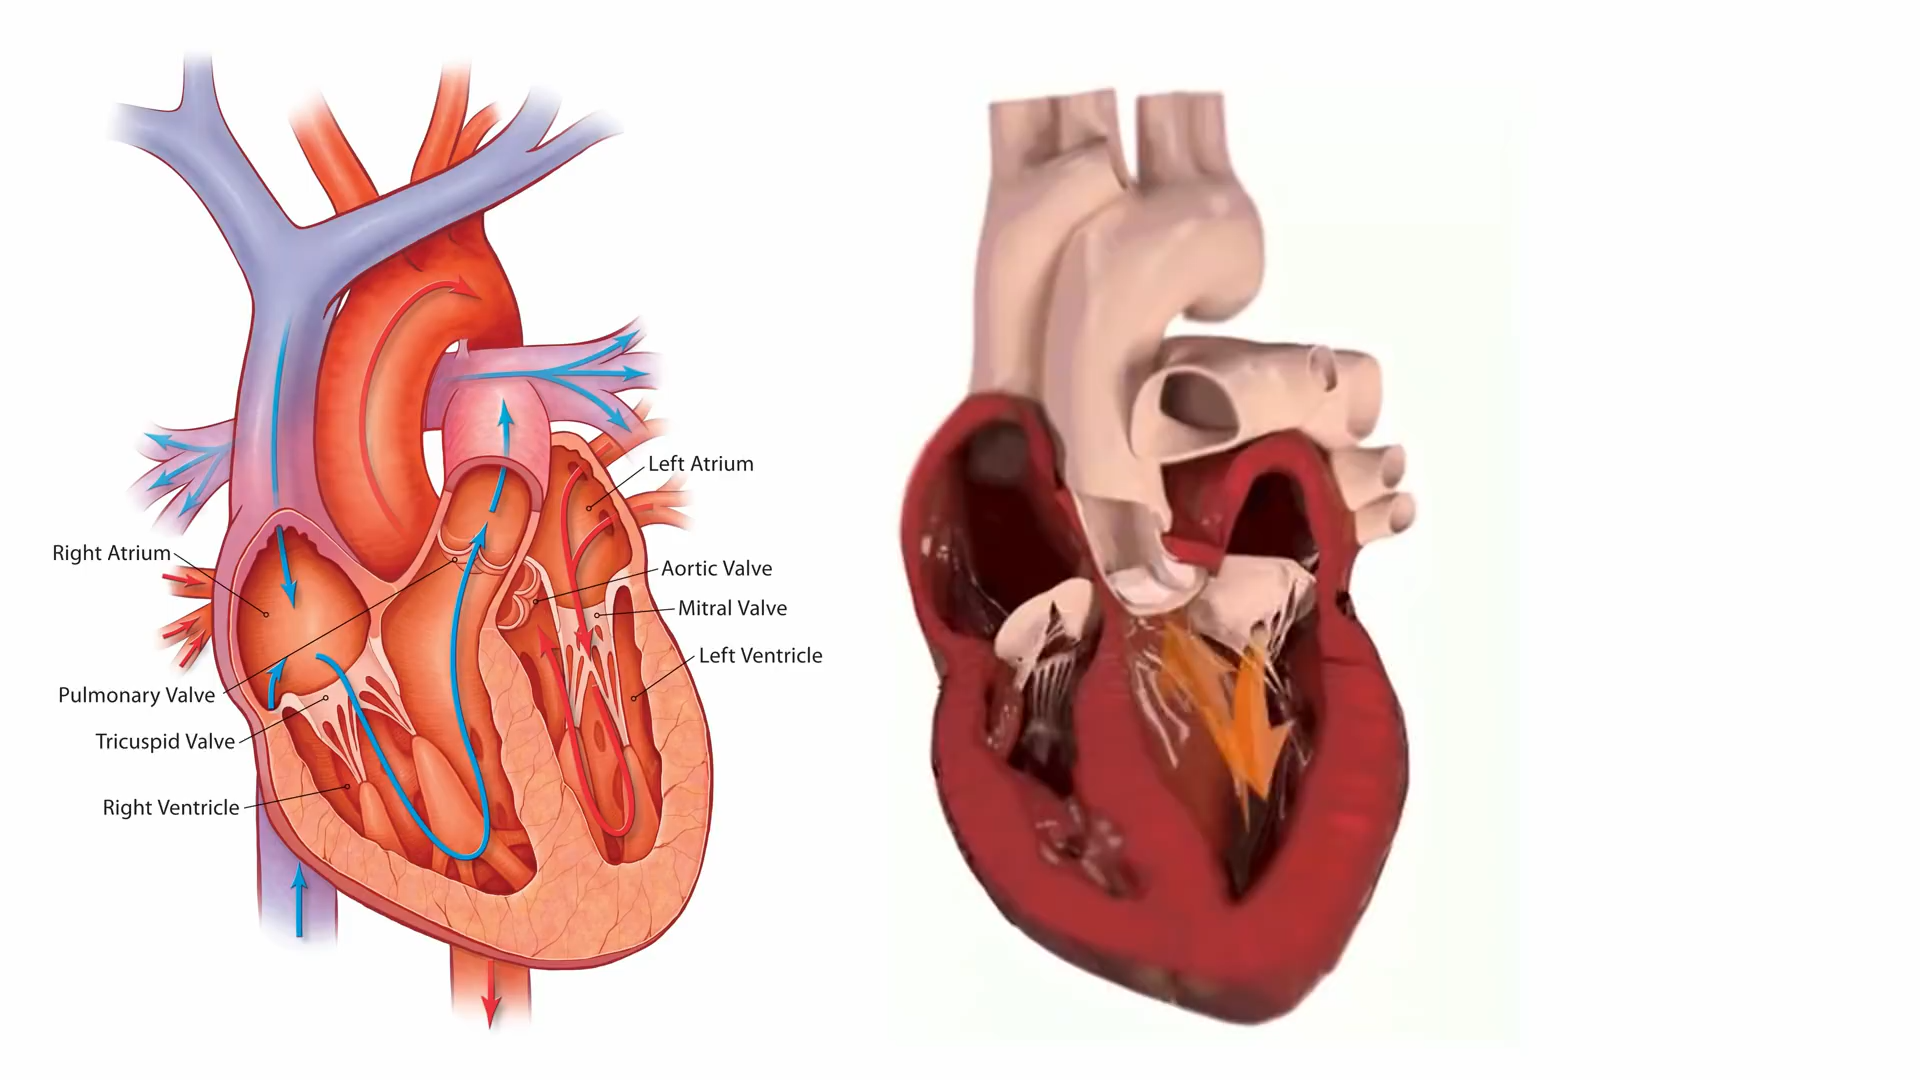 Left Atrium
Right Atrium
Aortic Valve
Mitral Valve
Left Ventricle
Pulmonary Valve
Tricuspid Valve
Right Ventricle